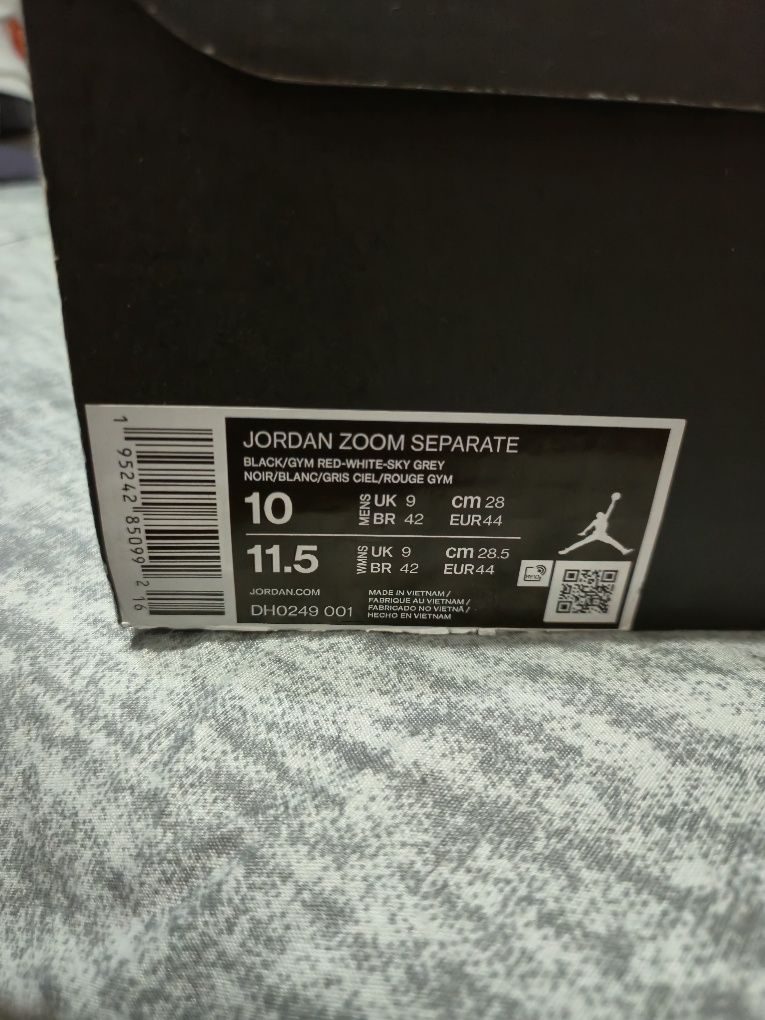 JORDAN ZOOM SEPARATE
BLACK/GYM RED-WHITE-SKY GREY
NOIR/BLANC/GRIS CIEL/ROUGE GYM
10 MENS UK 9 cm 28
BR 42 EUR 44
11.5 WMNS UK 9 cm 28.5
BR 42 EUR 44
JORDAN.COM
DH0249 001
MADE IN VIETNAM /
FABRIQUE AU VIETNAM /
FABRICADO NO VIETNÃ /
HECHO EN VIETNAM
1 95242 85099 2 16